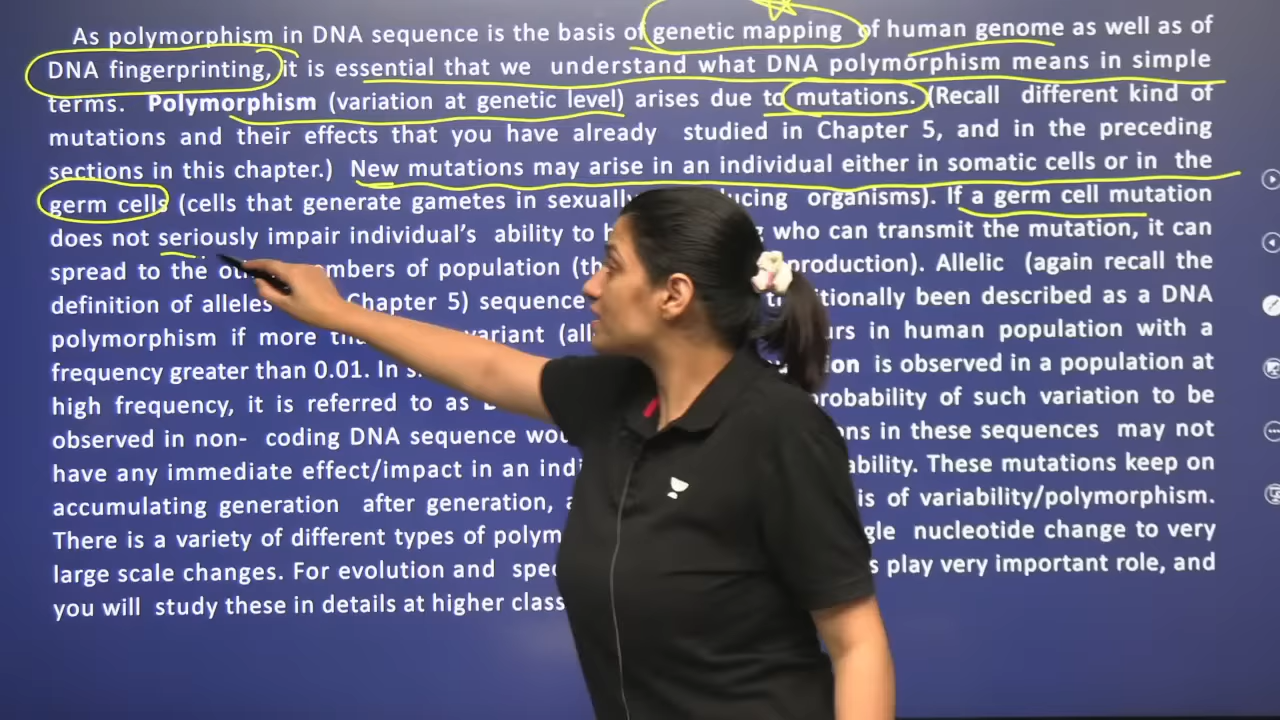 As polymorphism in DNA sequence is the basis of genetic mapping of human genome as well as of
DNA fingerprinting, it is essential that we understand what DNA polymorphism means in simple
terms. Polymorphism (variation at genetic level) arises due to mutations. (Recall different kind of
mutations and their effects that you have already studied in Chapter 5, and in the preceding
sections in this chapter.) New mutations may arise in an individual either in somatic cells or in the
germ cells (cells that generate gametes in sexually ucing organisms). If a germ cell mutation
does not seriously impair individual's ability to who can transmit the mutation, it can
spread to the mbers of population production). Allelic (again recall the
definition of alleles Chapter 5) sequence itionally been described as a DNA
polymorphism if more variant urs in human population with a
frequency greater than 0.01. In ion is observed in a population at
high frequency, it is referred to as probability of such variation to be
observed in non- coding DNA sequence ons in these sequences may not
have any immediate effect/impact in an ability. These mutations keep on
accumulating generation after generation, is of variability/polymorphism.
There is a variety of different types of polym gle nucleotide change to very
large scale changes. For evolution and s play very important role, and
you will study these in details at higher class